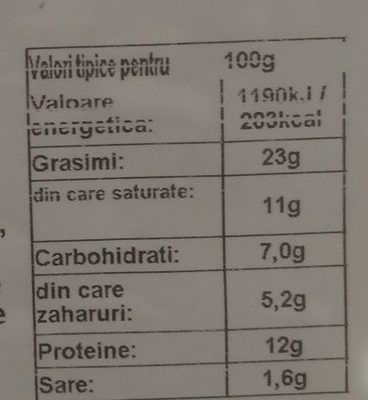 Valori tipice pentru 100g
Valoare 1190kJ /
energetica: 283kcal
Grasimi: 23g
din care saturate: 11g
Carbohidrati: 7,0g
din care
zaharuri: 5,2g
Proteine: 12g
Sare: 1,6g